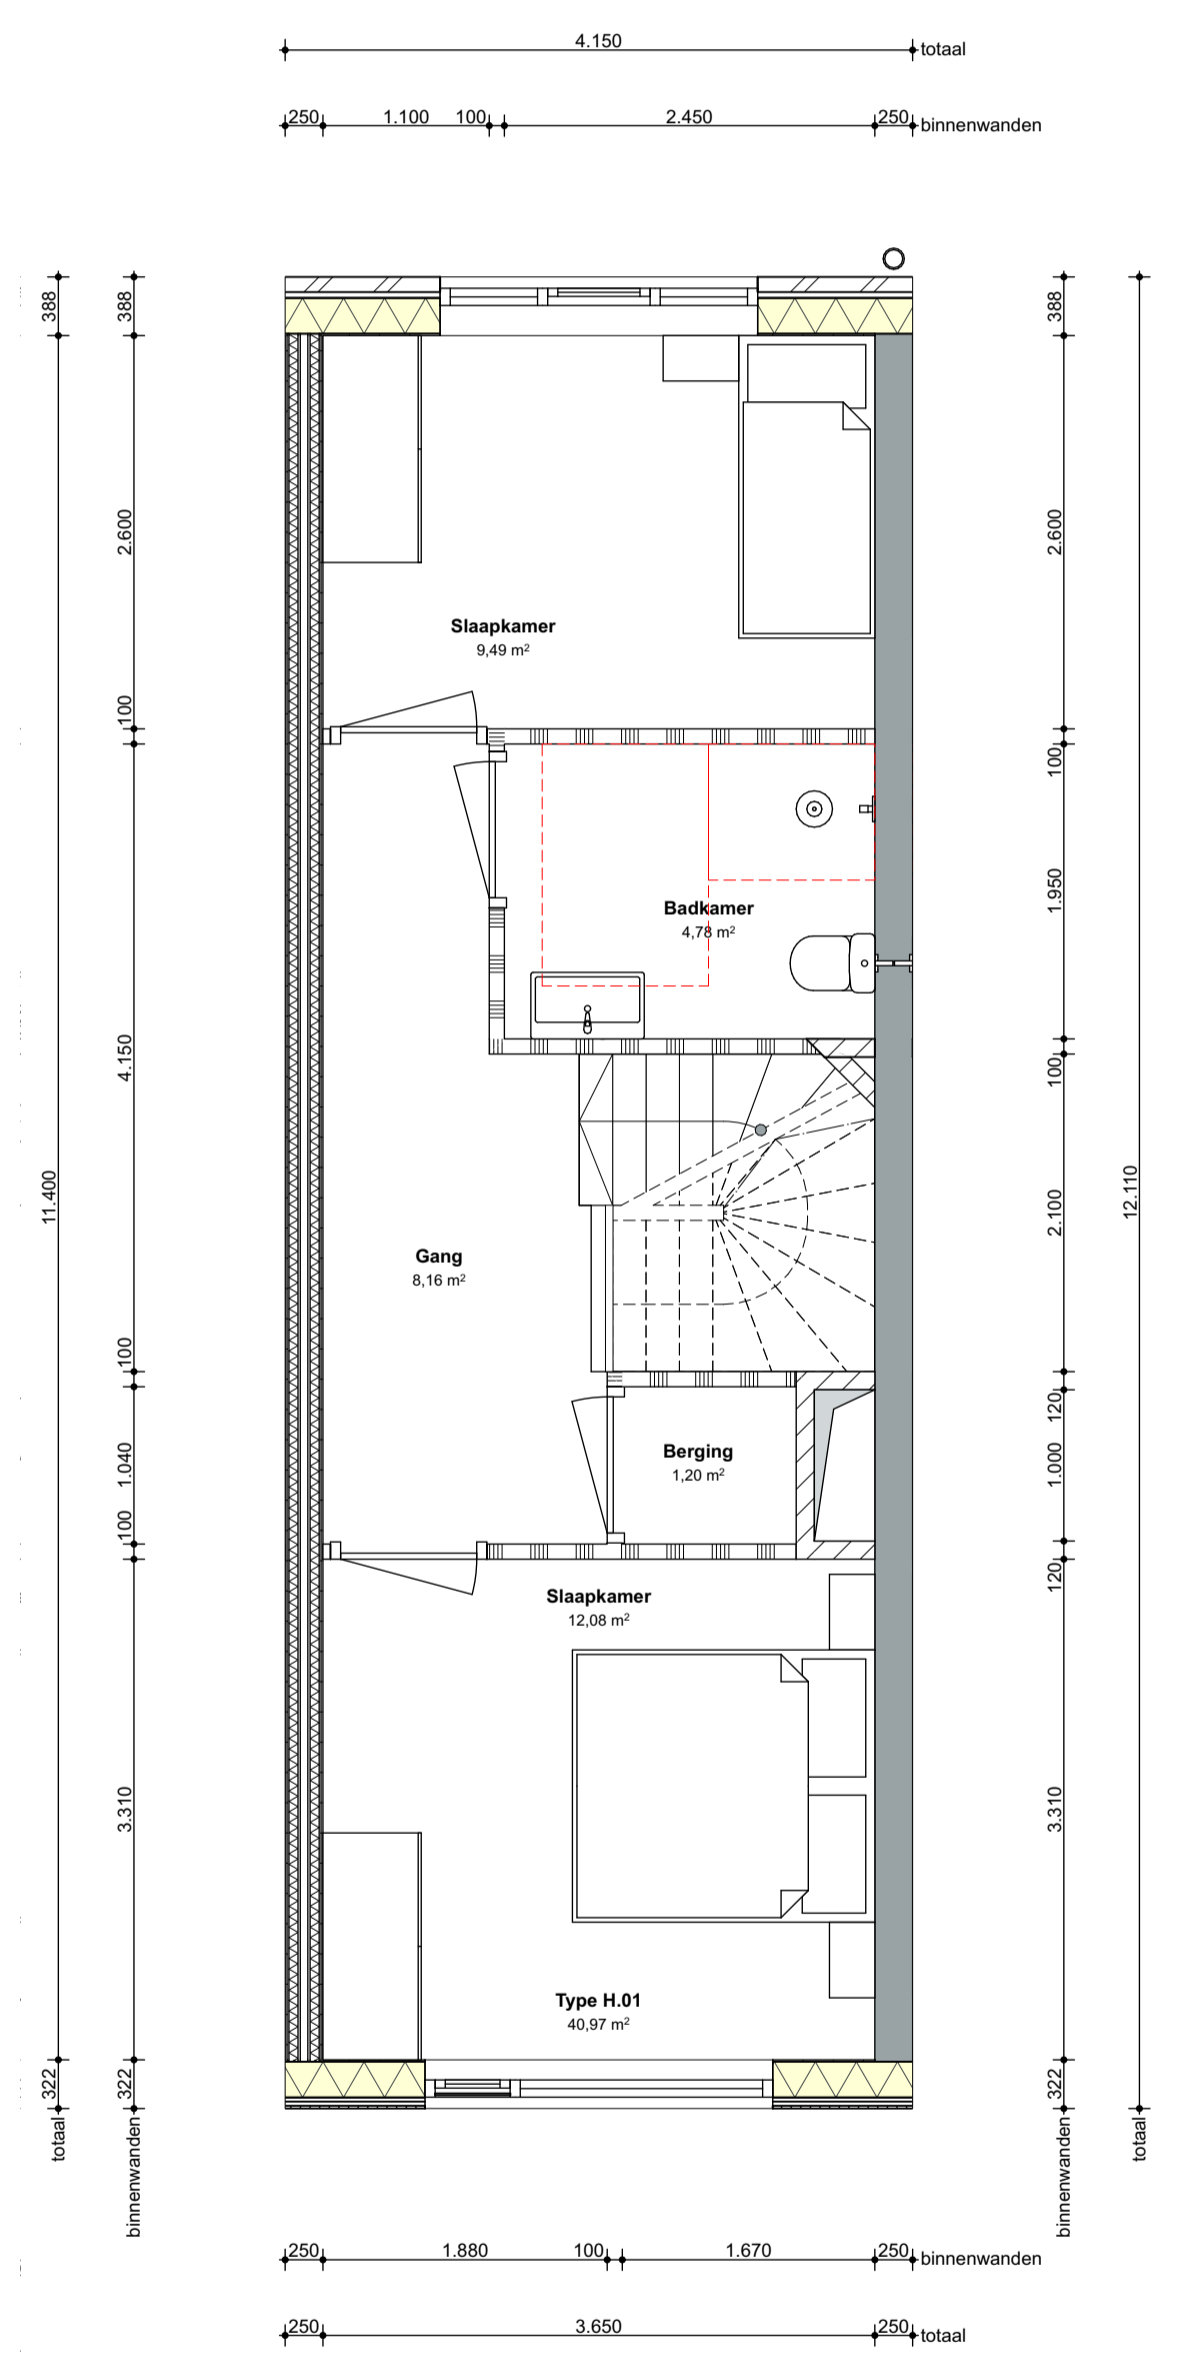 4.150
totaal
250
1.100
100
2.450
250
binnenwanden
388
388
388
2.600
2.600
Slaapkamer
9,49 m²
100
100
Badkamer
4,78 m²
1.950
4.150
100
11.400
12.110
2.100
Gang
8,16 m²
100
120
Berging
1,20 m²
1.040
1.000
100
120
Slaapkamer
12,08 m²
3.310
3.310
Type H.01
40,97 m²
322
322
322
totaal
binnenwanden
binnenwanden
totaal
250
1.880
100
1.670
250
binnenwanden
250
3.650
250
totaal